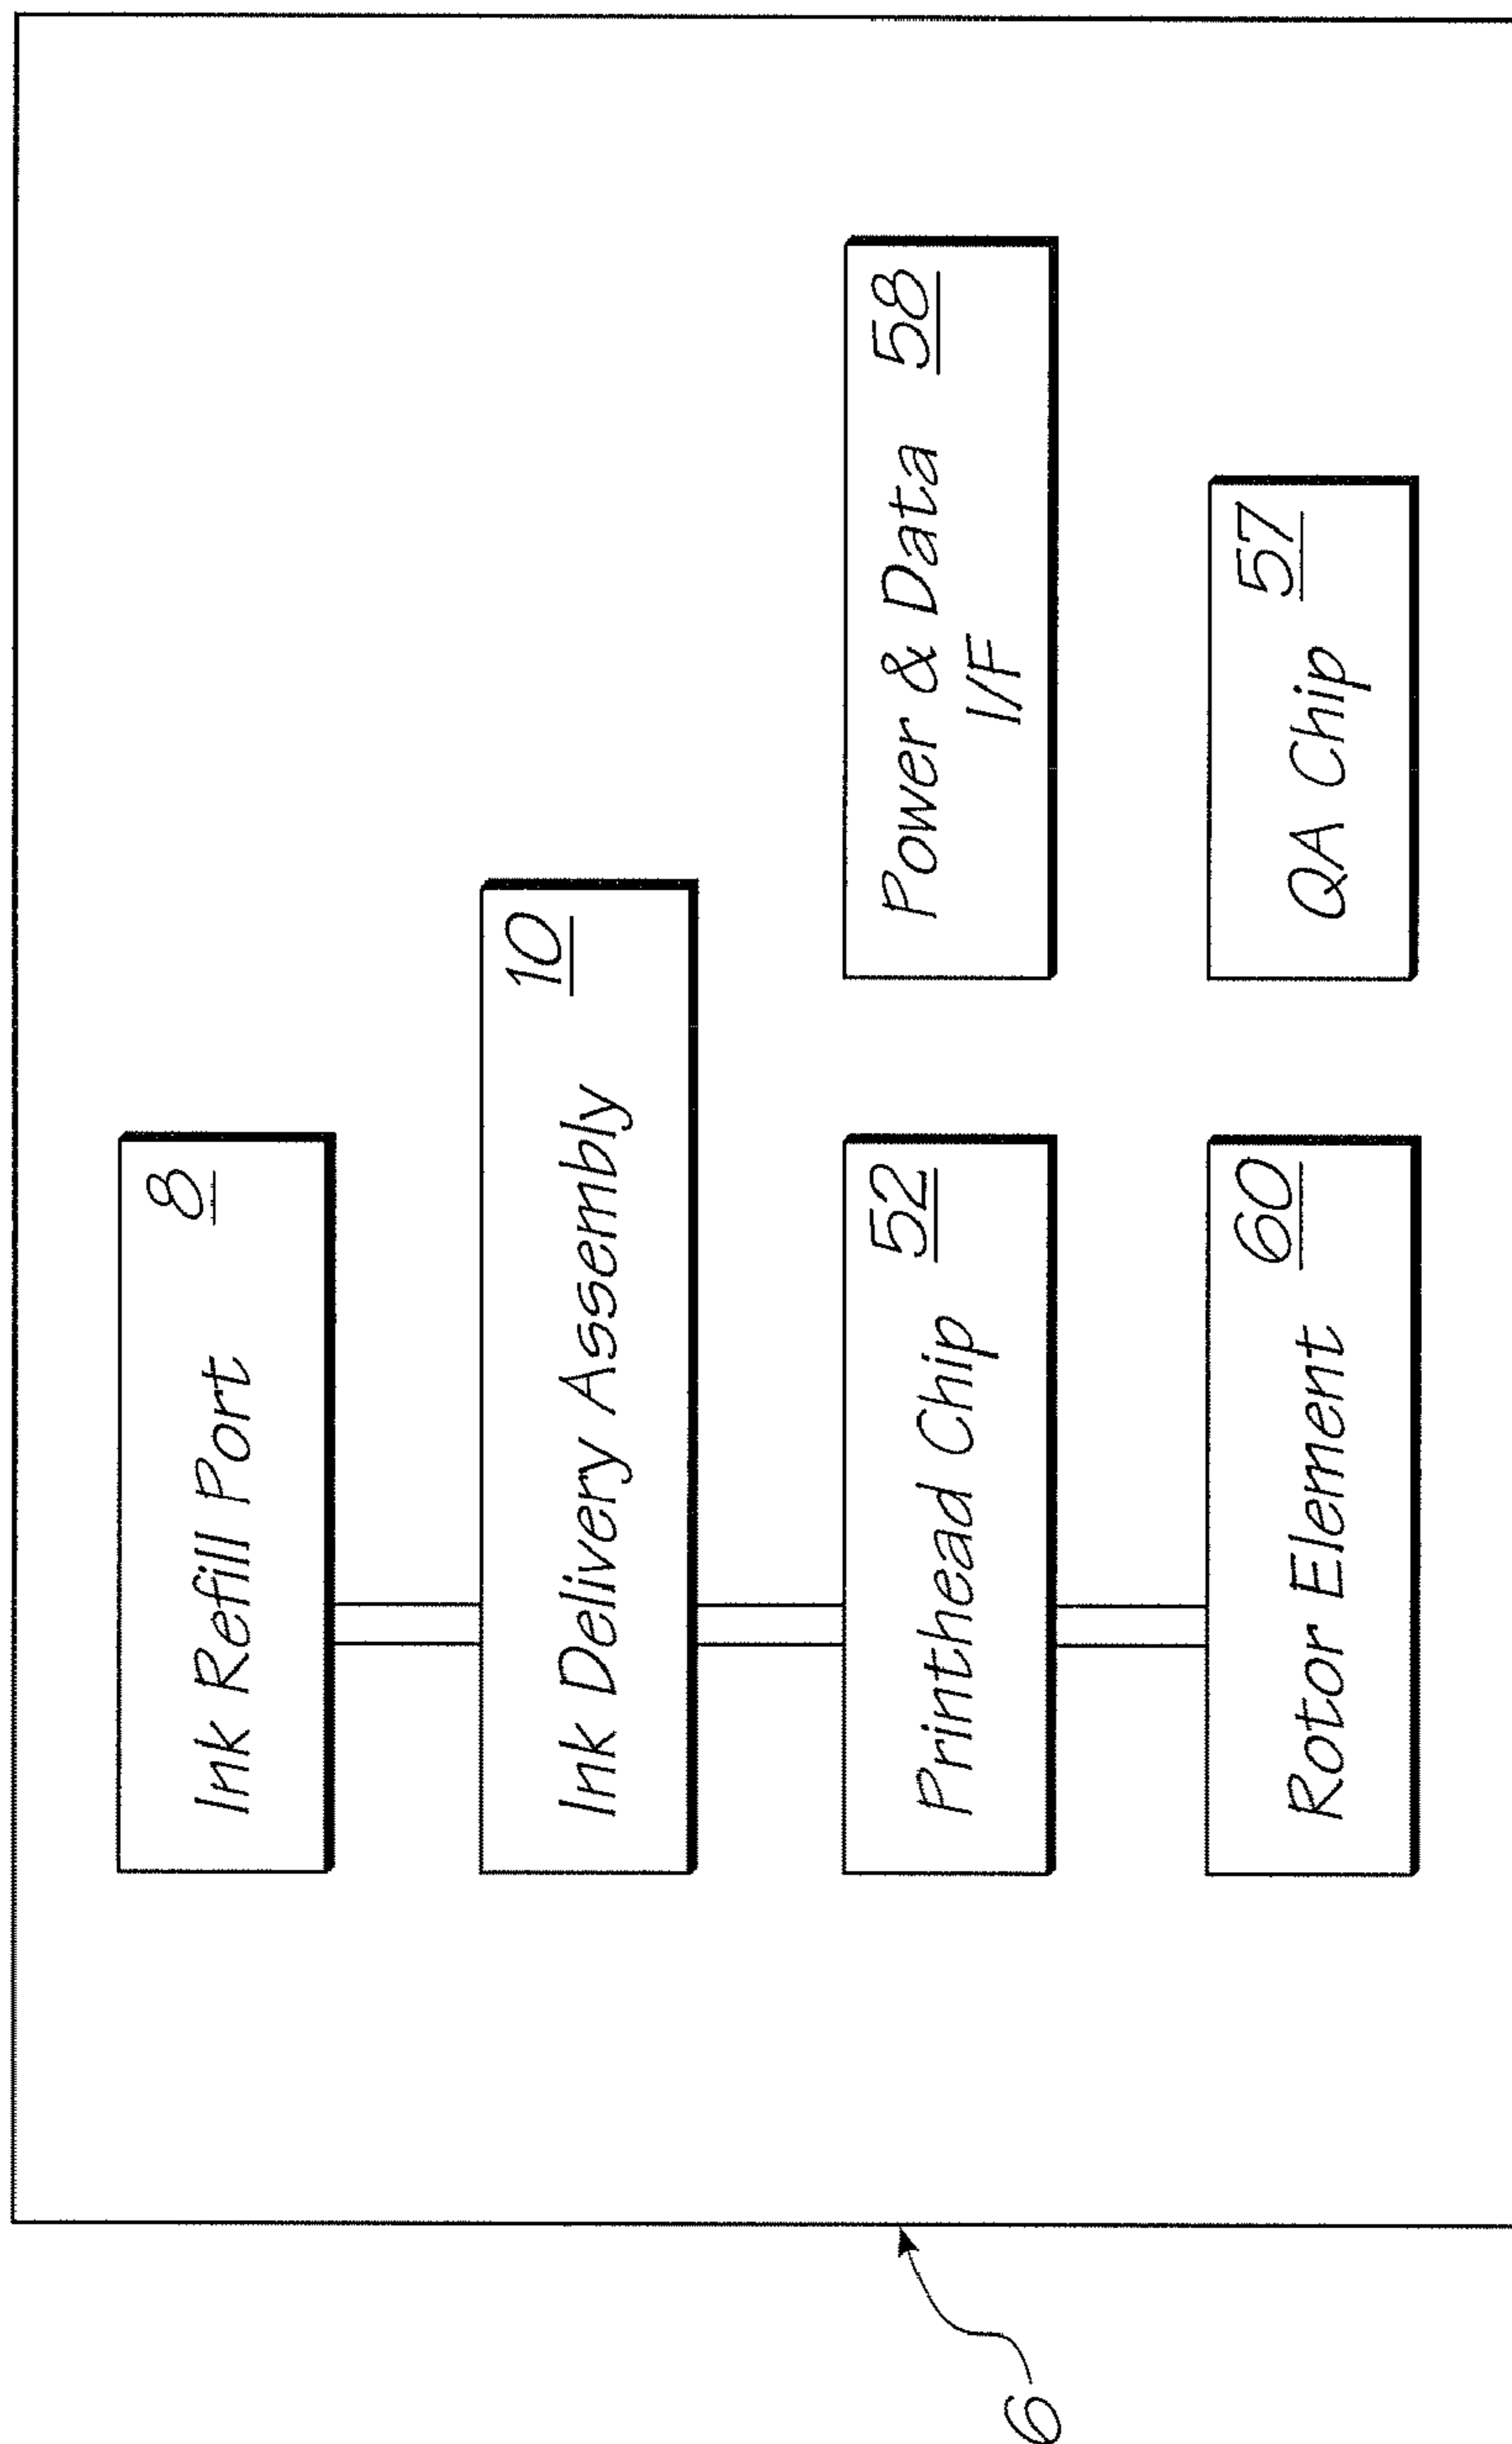 Ink Refill Port 8
Ink Delivery Assembly 10
Printhead Chip 52
Power & Data 58
I/F
Rotor Element 60
QA Chip 57
6